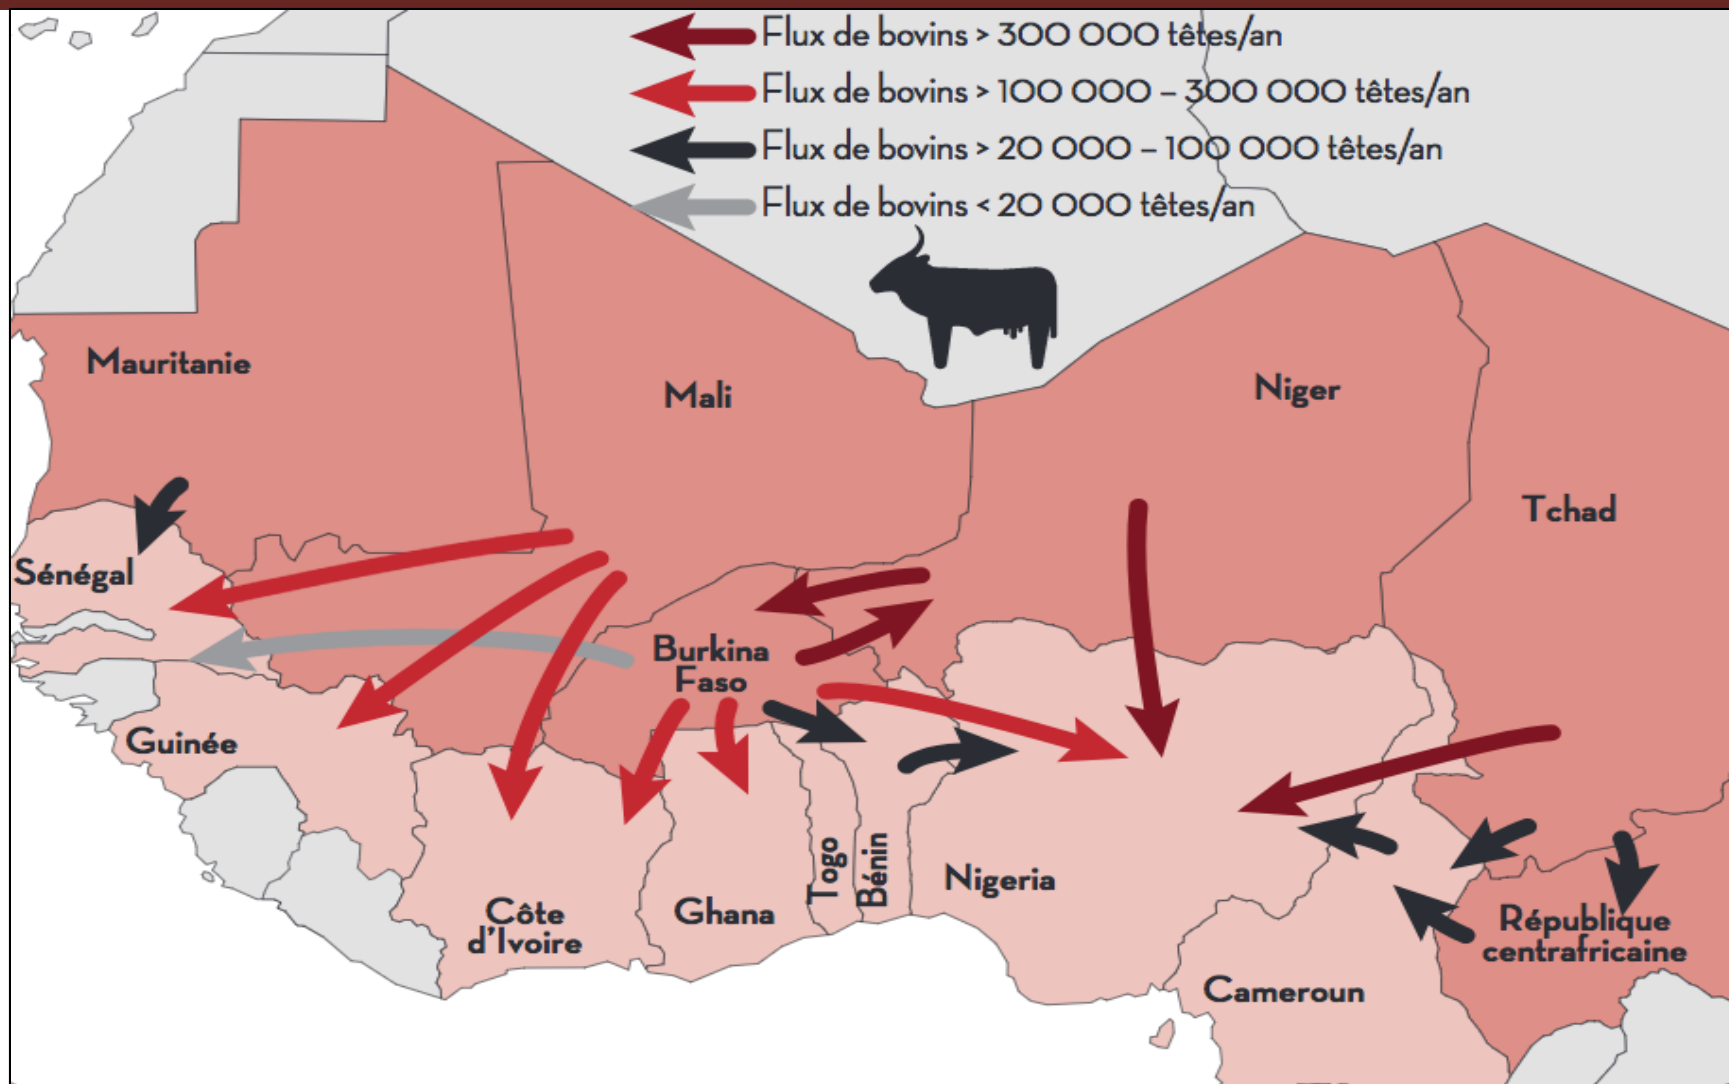 Flux de bovins > 300 000 têtes/an
Flux de bovins > 100 000 – 300 000 têtes/an
Flux de bovins > 20 000 – 100 000 têtes/an
Flux de bovins < 20 000 têtes/an
Mauritanie
Mali
Niger
Tchad
Sénégal
Burkina
Faso
Guinée
Togo
Bénin
Nigeria
Côte
d'Ivoire
Ghana
République
centrafricaine
Cameroun